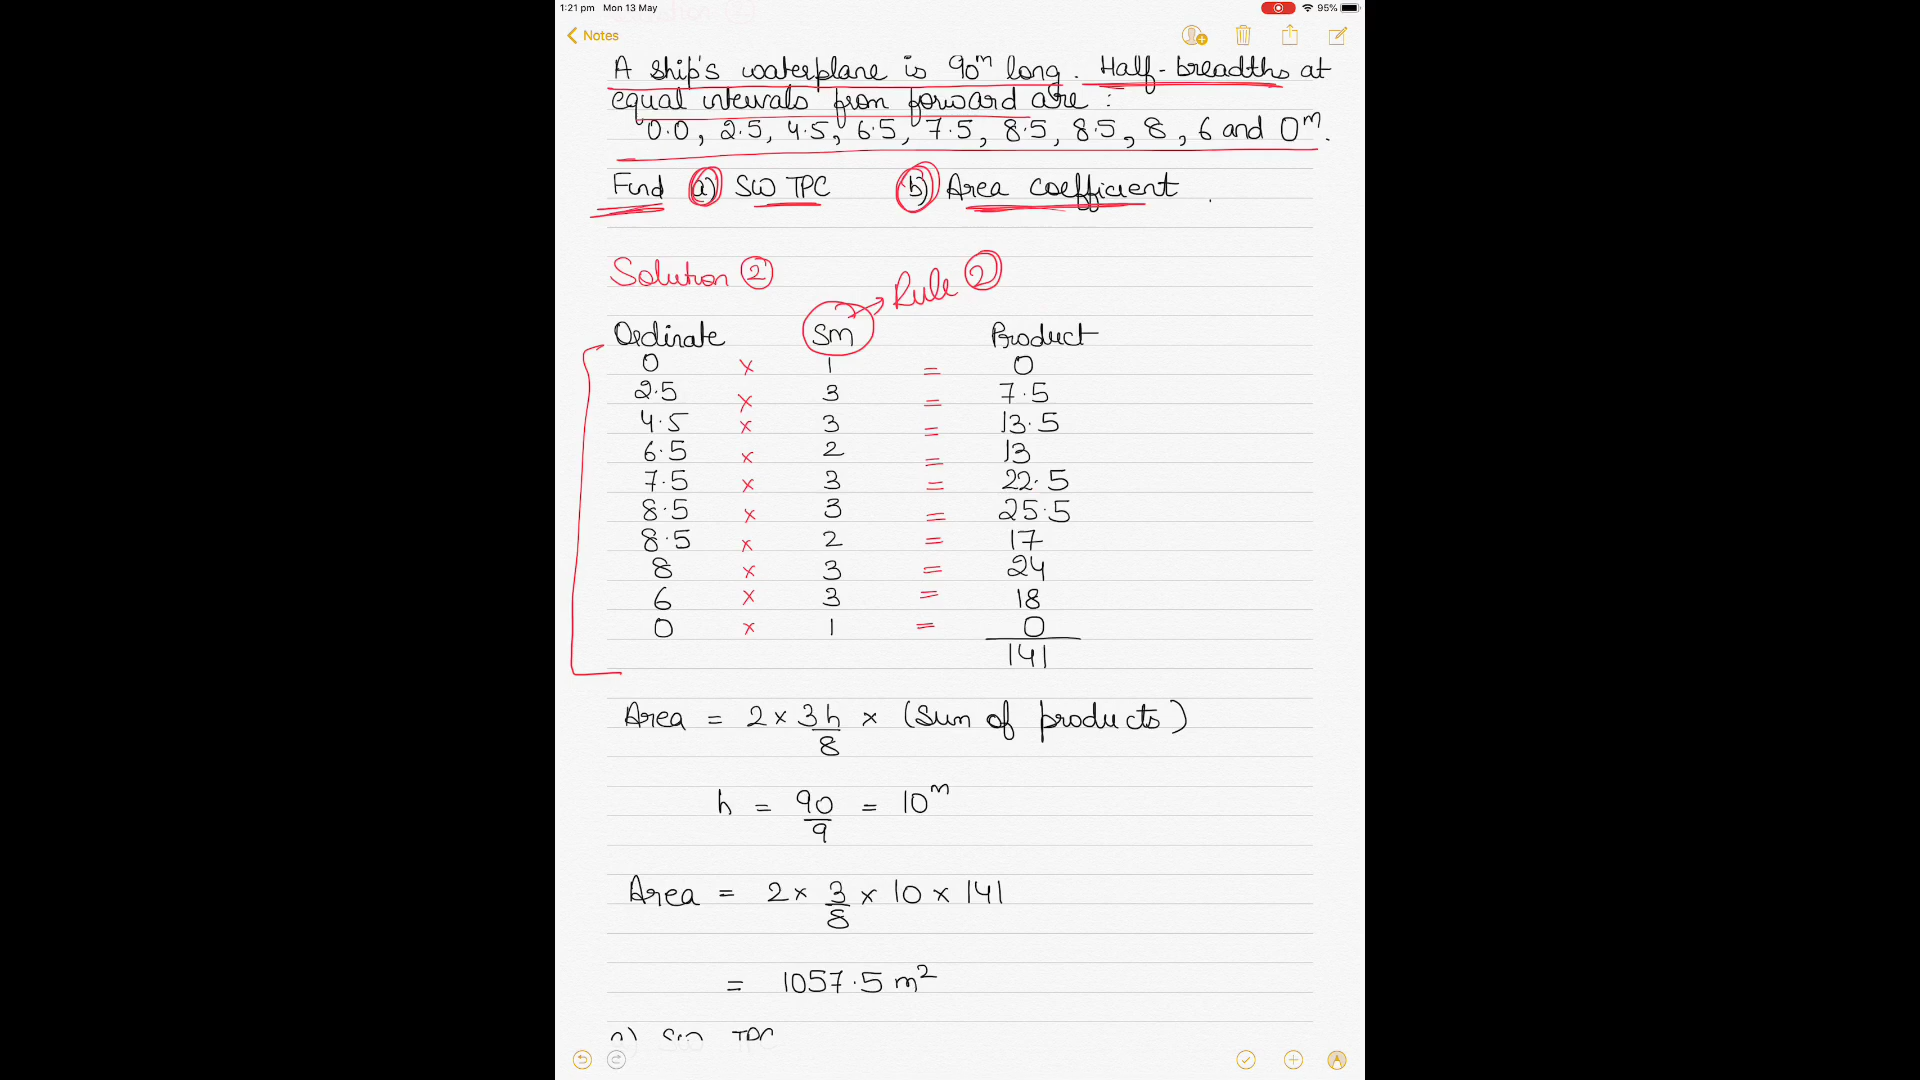 1:21 pm Mon 13 May 95%
Notes
A ship's waterplane is 90m long. Half-breadths at
equal intervals from forward are :
0.0, 2.5, 4.5, 6.5, 7.5, 8.5, 8.5, 8, 6 and 0m.
Find a) SW TPC b) Area coefficient.
Solution 2
Rule 2
Ordinate SM Product
0 × 1 = 0
2.5 × 3 = 7.5
4.5 × 3 = 13.5
6.5 × 2 = 13
7.5 × 3 = 22.5
8.5 × 3 = 25.5
8.5 × 2 = 17
8 × 3 = 24
6 × 3 = 18
0 × 1 = 0
141
Area = 2 × 3h/8 × (Sum of products)
h = 90/9 = 10m
Area = 2 × 3/8 × 10 × 141
= 1057.5 m²
a) SW TPC